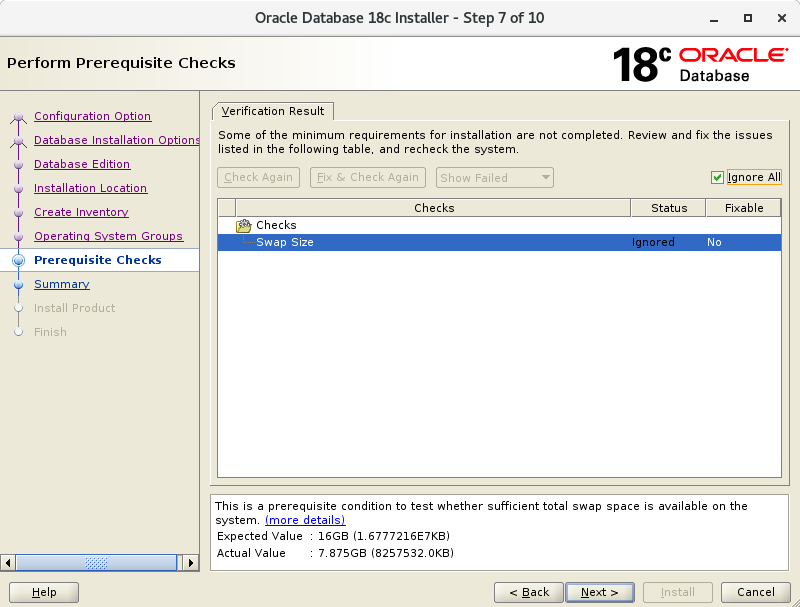 Oracle Database 18c Installer - Step 7 of 10
Perform Prerequisite Checks
18c ORACLE
Database
Configuration Option
Database Installation Options
Database Edition
Installation Location
Create Inventory
Operating System Groups
Prerequisite Checks
Summary
Install Product
Finish
Verification Result
Some of the minimum requirements for installation are not completed. Review and fix the issues
listed in the following table, and recheck the system.
Check Again Fix & Check Again Show Failed Ignore All
Checks Status Fixable
Checks
Swap Size Ignored No
This is a prerequisite condition to test whether sufficient total swap space is available on the
system. (more details)
Expected Value : 16GB (1.6777216E7KB)
Actual Value : 7.875GB (8257532.0KB)
Help < Back Next > Install Cancel